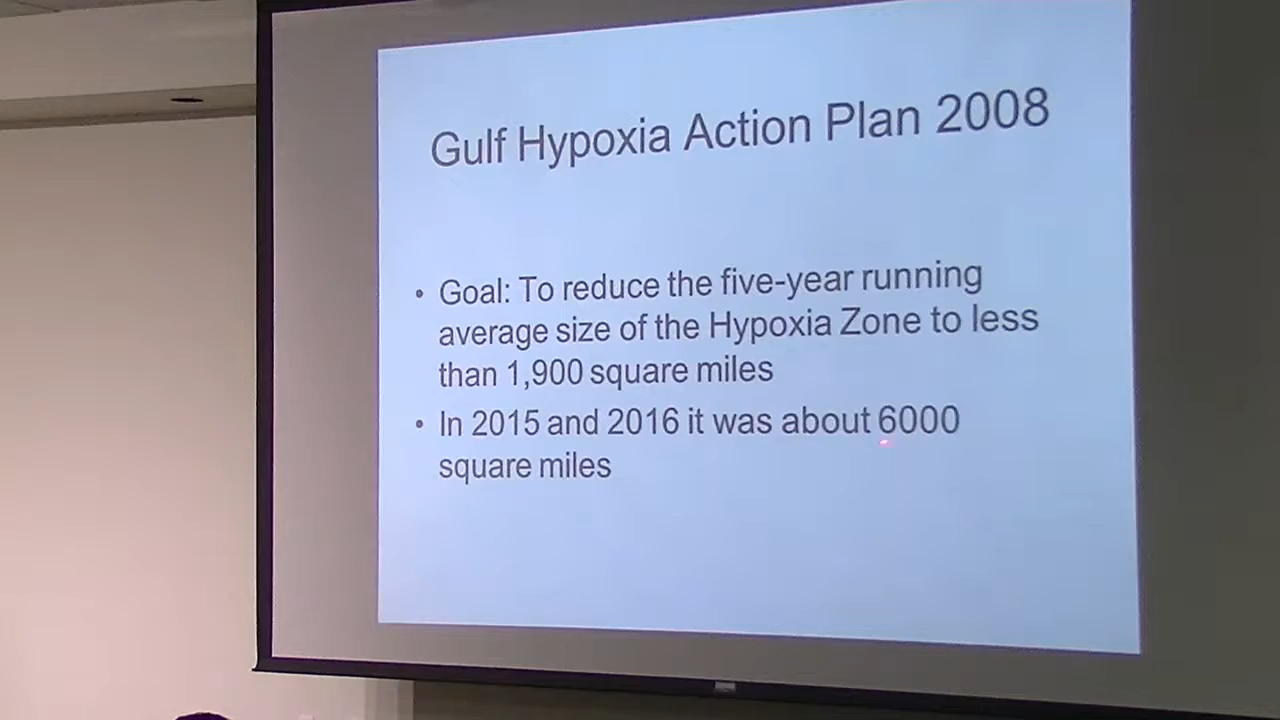 Gulf Hypoxia Action Plan 2008
• Goal: To reduce the five-year running
average size of the Hypoxia Zone to less
than 1,900 square miles
• In 2015 and 2016 it was about 6000
square miles